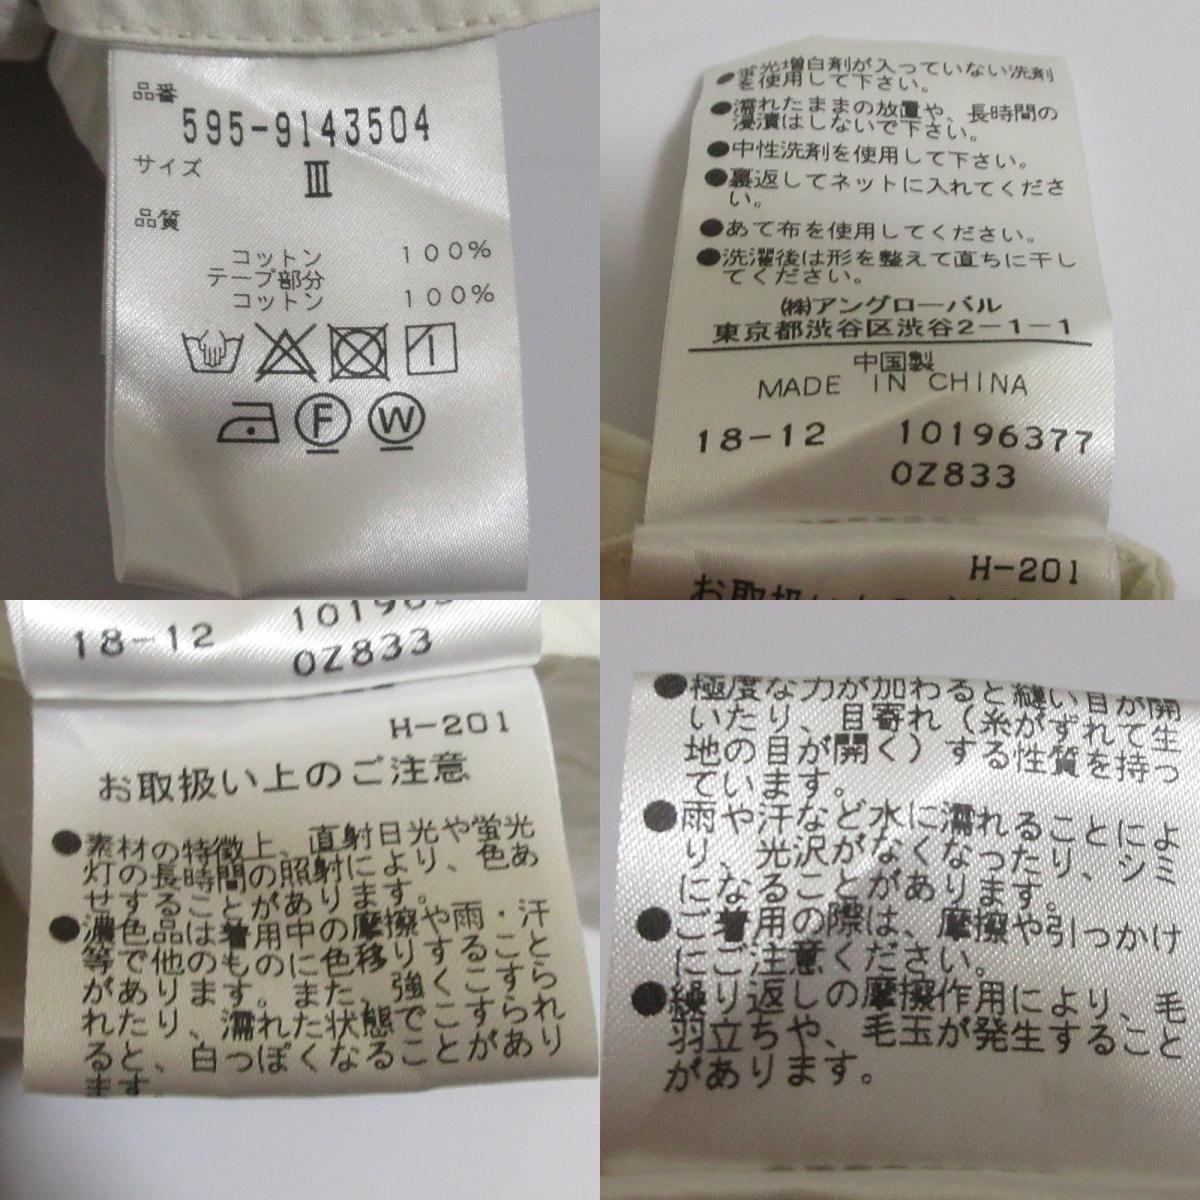 品番
595-9143504
サイズ
Ⅲ
品質
コットン 100%
テープ部分
コットン 100%
F W
●蛍光増白剤が入っていない洗剤
を使用して下さい。
●濡れたままの放置や、長時間の
浸漬はしないで下さい。
●中性洗剤を使用して下さい。
●裏返してネットに入れてくださ
い。
●あて布を使用してください。
●洗濯後は形を整えて直ちに干し
てください。
㈱アングローバル
東京都渋谷区渋谷2-1-1
中国製
MADE IN CHINA
18-12 10196377
0Z833
H-201
お取扱い上の
18-12 101963
0Z833
H-201
お取扱い上のご注意
●素材の特徴上、直射日光や蛍光
灯の長時間の照射により、色あ
せすることがあります。
●濃色品は着用中の摩擦や雨・汗
等で他のものに色移りすること
があります。また、強くこすら
れたり、濡れた状態でこすられ
ると、白っぽくなることがあり
ます。
●極度な力が加わると縫い目が開
いたり、目寄れ（糸がずれて生
地の目が開く）する性質を持っ
ています。
●雨や汗など水に濡れることによ
り、光沢がなくなったり、シミ
になることがあります。
●ご着用の際は、摩擦や引っかけ
にご注意ください。
●繰り返しの摩擦作用により、毛
羽立ちや、毛玉が発生すること
があります。